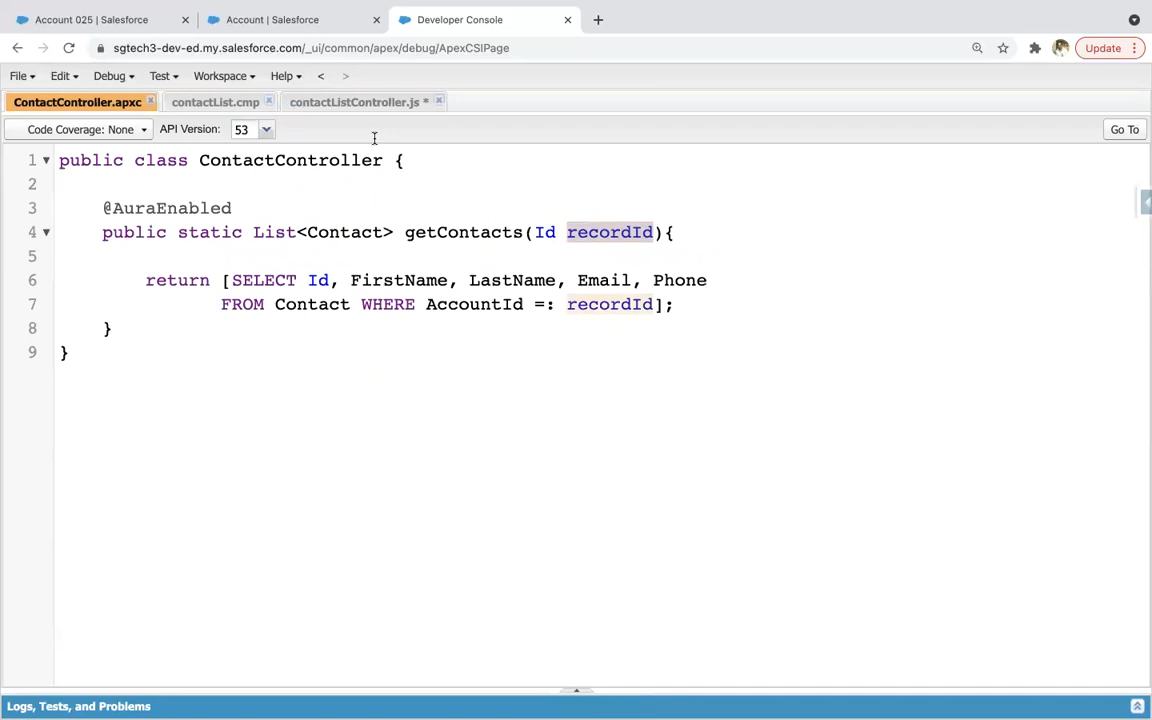 Account 025 | Salesforce
Account | Salesforce
Developer Console
sgtech3-dev-ed.my.salesforce.com/_ui/common/apex/debug/ApexCSIPage
Update
File Edit Debug Test Workspace Help < >
ContactController.apxc contactList.cmp contactListController.js *
Code Coverage: None API Version: 53 Go To
1 public class ContactController {
2
3 @AuraEnabled
4 public static List<Contact> getContacts(Id recordId){
5
6 return [SELECT Id, FirstName, LastName, Email, Phone
7 FROM Contact WHERE AccountId =: recordId];
8 }
9 }
Logs, Tests, and Problems